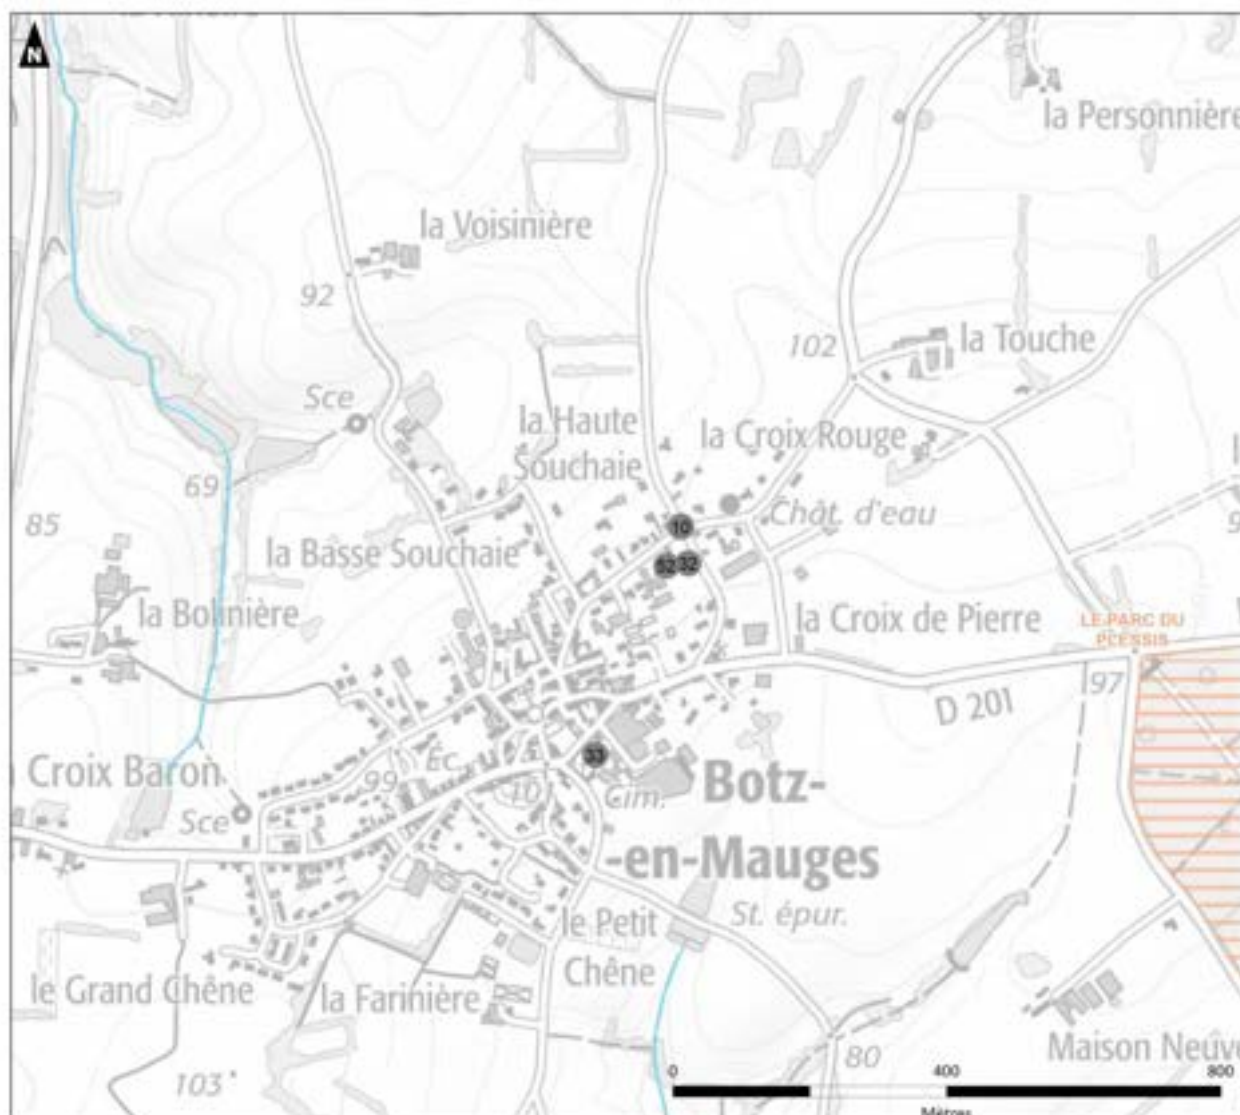 N
la Personnière
la Voisinière
92
102
la Touche
Sce
la Haute
Souchaie
la Croix Rouge
69
85
10
Chât. d'eau
la Basse Souchaie
52
32
la Bolinière
la Croix de Pierre
LE PARC DU
PLESSIS
97
D 201
33
Croix Baron
99
Éc.
Cim.
Botz-
-en-Mauges
Sce
le Petit
Chêne
St. épur.
le Grand Chêne
la Farinière
Maison Neuve
103
80
0
400
800
Mètres